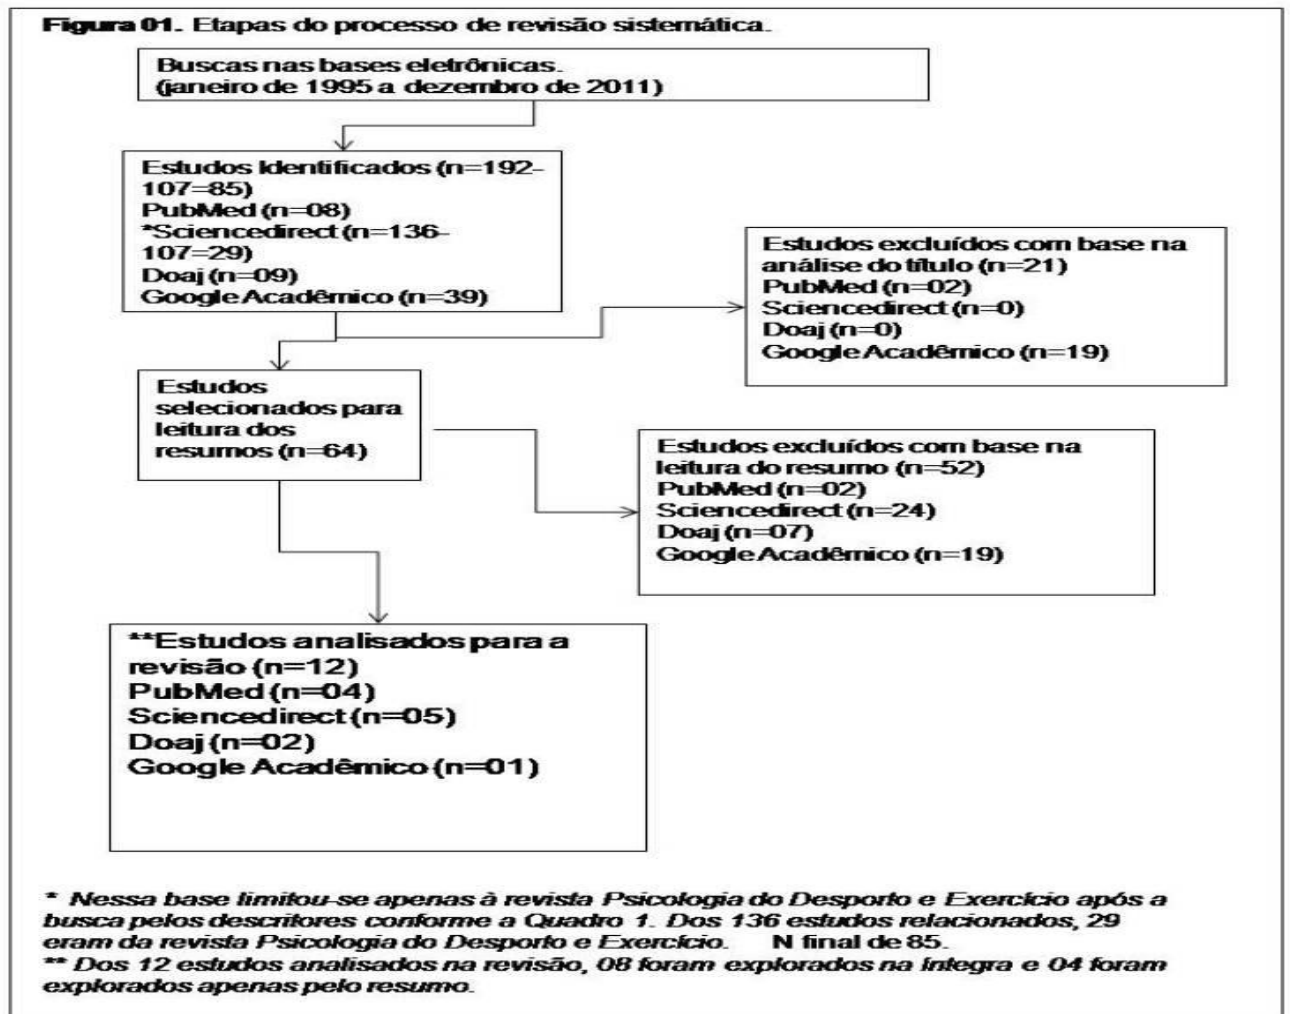 Figura 01. Etapas do processo de revisão sistemática.
Buscas nas bases eletrônicas.
(janeiro de 1995 a dezembro de 2011)
Estudos Identificados (n=192-
107=85)
PubMed (n=08)
*Sciencedirect (n=136-
107=29)
Doaj (n=09)
Google Acadêmico (n=39)
Estudos excluídos com base na
análise do título (n=21)
PubMed (n=02)
Sciencedirect (n=0)
Doaj (n=0)
Google Acadêmico (n=19)
Estudos
selecionados para
leitura dos
resumos (n=64)
Estudos excluídos com base na
leitura do resumo (n=52)
PubMed (n=02)
Sciencedirect (n=24)
Doaj (n=07)
Google Acadêmico (n=19)
**Estudos analisados para a
revisão (n=12)
PubMed (n=04)
Sciencedirect (n=05)
Doaj (n=02)
Google Acadêmico (n=01)
* Nessa base limitou-se apenas à revista Psicologia do Desporto e Exercício após a
busca pelos descritores conforme a Quadro 1. Dos 136 estudos relacionados, 29
eram da revista Psicologia do Desporto e Exercício. N final de 85.
** Dos 12 estudos analisados na revisão, 08 foram explorados na íntegra e 04 foram
explorados apenas pelo resumo.